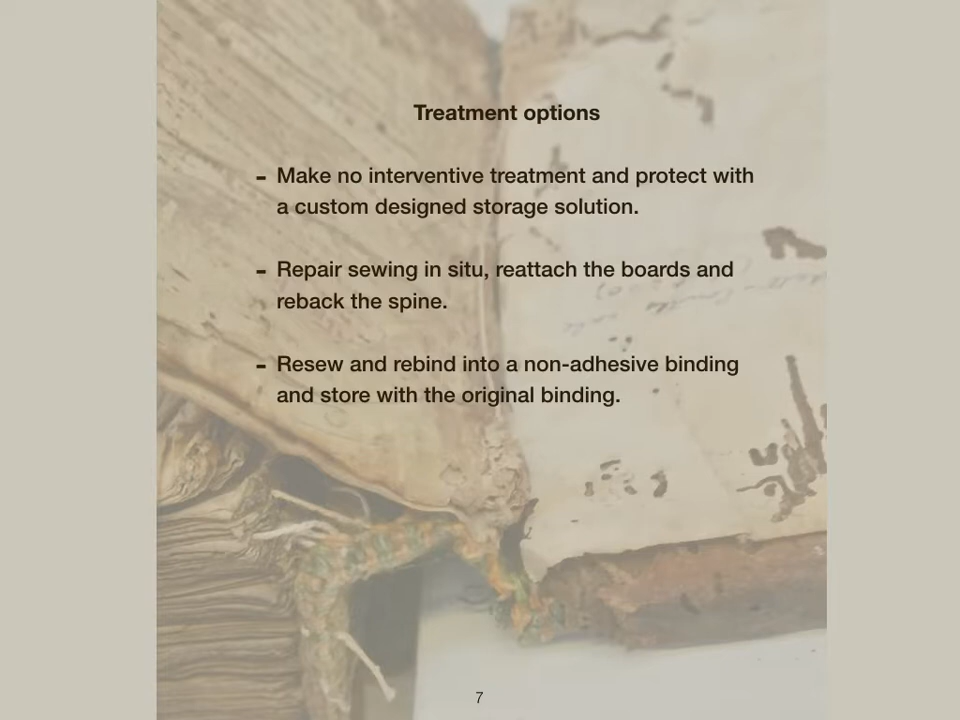 Treatment options
- Make no interventive treatment and protect with
a custom designed storage solution.
- Repair sewing in situ, reattach the boards and
reback the spine.
- Resew and rebind into a non-adhesive binding
and store with the original binding.
7